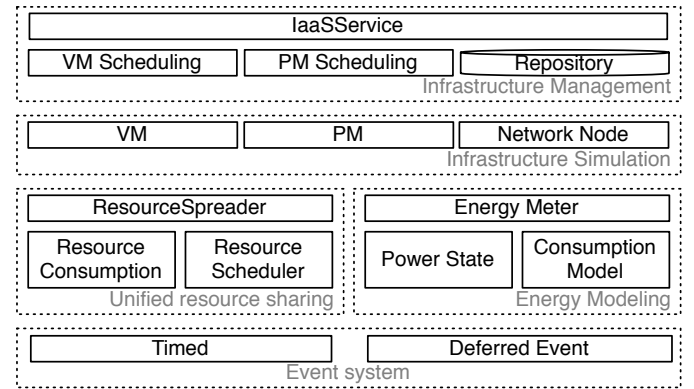 IaaSService
VM Scheduling PM Scheduling Repository
Infrastructure Management
VM PM Network Node
Infrastructure Simulation
ResourceSpreader Energy Meter
Resource Consumption Resource Scheduler Power State Consumption Model
Unified resource sharing Energy Modeling
Timed Deferred Event
Event system